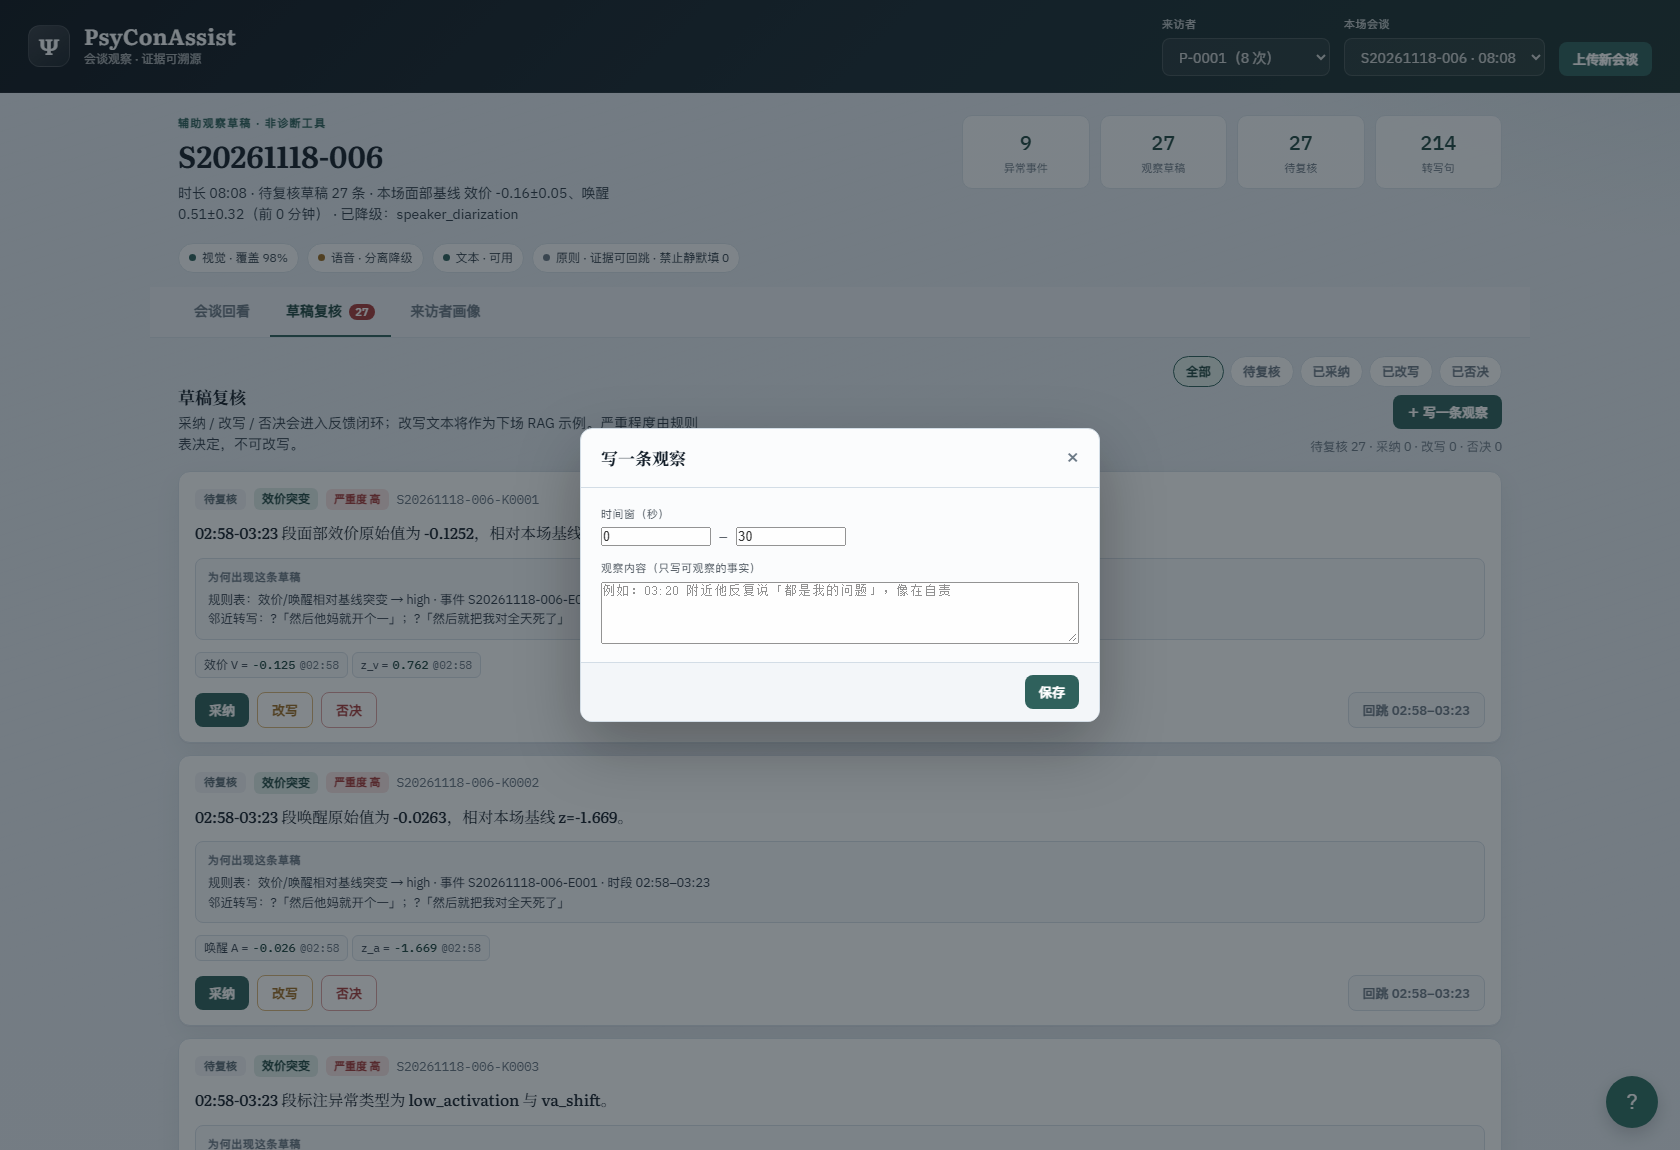 Ψ
PsyConAssist
会谈观察 · 证据可溯源
来访者
P-0001（8 次）
本场会谈
S20261118-006 · 08:08
上传新会谈
辅助观察草稿 · 非诊断工具
S20261118-006
时长 08:08 · 待复核草稿 27 条 · 本场面部基线 效价 -0.16±0.05、唤醒
0.51±0.32（前 0 分钟） · 已降级：speaker_diarization
9
异常事件
27
观察草稿
27
待复核
214
转写句
视觉 · 覆盖 98%
语音 · 分离降级
文本 · 可用
原则 · 证据可回跳 · 禁止静默填 0
会谈回看
草稿复核 27
来访者画像
草稿复核
采纳 / 改写 / 否决会进入反馈闭环；改写文本将作为下场 RAG 示例。严重程度由规则
表决定，不可改写。
全部
待复核
已采纳
已改写
已否决
+ 写一条观察
待复核 27 · 采纳 0 · 改写 0 · 否决 0
写一条观察
×
时间窗（秒）
0 — 30
观察内容（只写可观察的事实）
例如：03:20 附近他反复说「都是我的问题」，像在自责
保存
待复核 效价突变 严重度 高 S20261118-006-K0001
02:58-03:23 段面部效价原始值为 -0.1252，相对本场基线
为何出现这条草稿
规则表：效价/唤醒相对基线突变 → high · 事件 S20261118-006-E0
邻近转写：?「然后他妈就开个一」；?「然后就把我对全天死了」
效价 V = -0.125 @02:58
z_v = 0.762 @02:58
采纳
改写
否决
回跳 02:58–03:23
待复核 效价突变 严重度 高 S20261118-006-K0002
02:58-03:23 段唤醒原始值为 -0.0263，相对本场基线 z=-1.669。
为何出现这条草稿
规则表：效价/唤醒相对基线突变 → high · 事件 S20261118-006-E001 · 时段 02:58–03:23
邻近转写：?「然后他妈就开个一」；?「然后就把我对全天死了」
唤醒 A = -0.026 @02:58
z_a = -1.669 @02:58
采纳
改写
否决
回跳 02:58–03:23
待复核 效价突变 严重度 高 S20261118-006-K0003
02:58-03:23 段标注异常类型为 low_activation 与 va_shift。
为何出现这条草稿
?